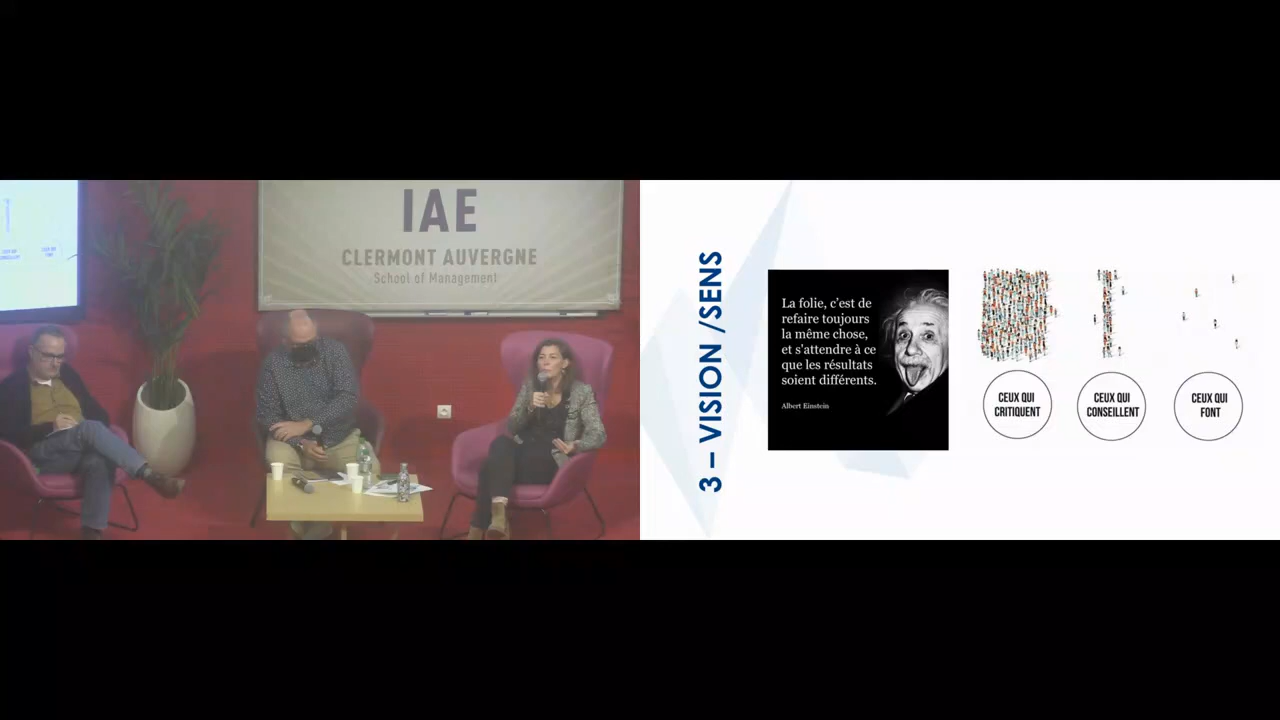 IAE
CLERMONT AUVERGNE
School of Management
3 – VISION /SENS
La folie, c’est de
refaire toujours
la même chose,
et s’attendre à ce
que les résultats
soient différents.
Albert Einstein
CEUX QUI
CRITIQUENT
CEUX QUI
CONSEILLENT
CEUX QUI
FONT